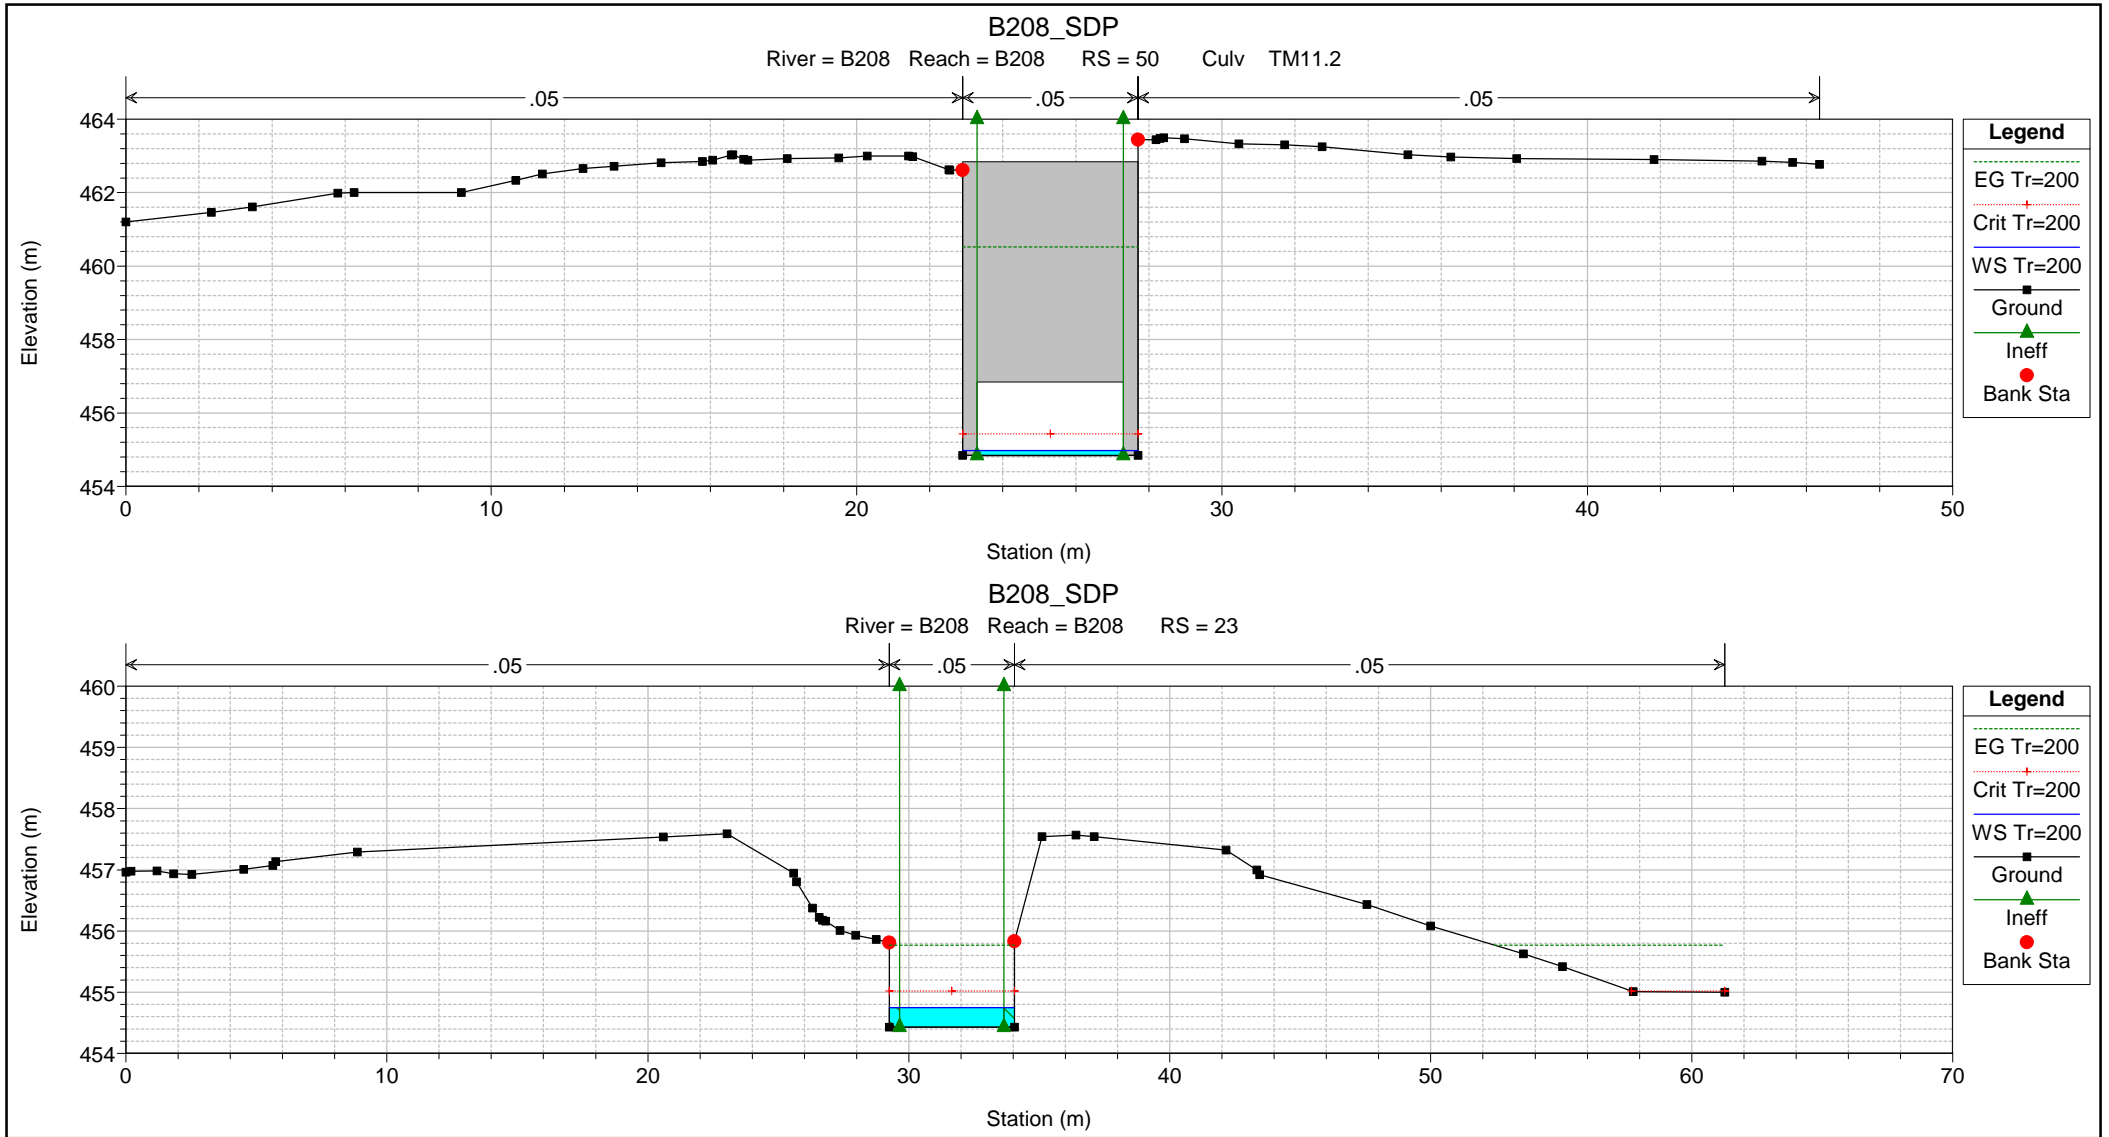 B208_SDP
River = B208 Reach = B208 RS = 50 Culv TM11.2
.05 .05 .05
464
462
460
458
456
454
Elevation (m)
0 10 20 30 40 50
Station (m)
Legend
EG Tr=200
Crit Tr=200
WS Tr=200
Ground
Ineff
Bank Sta
B208_SDP
River = B208 Reach = B208 RS = 23
.05 .05 .05
460
459
458
457
456
455
454
Elevation (m)
0 10 20 30 40 50 60 70
Station (m)
Legend
EG Tr=200
Crit Tr=200
WS Tr=200
Ground
Ineff
Bank Sta